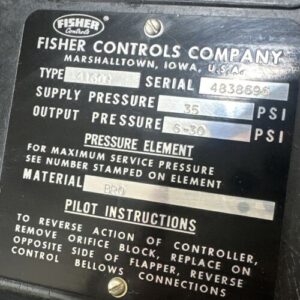 FISHER
Controls
FISHER CONTROLS COMPANY
MARSHALLTOWN, IOWA, U.S.A.
TYPE SERIAL 4838696
SUPPLY PRESSURE 35 PSI
OUTPUT PRESSURE 6-30 PSI
PRESSURE ELEMENT
FOR MAXIMUM SERVICE PRESSURE
SEE NUMBER STAMPED ON ELEMENT
MATERIAL BRO
PILOT INSTRUCTIONS
TO REVERSE ACTION OF CONTROLLER,
REMOVE ORIFICE BLOCK, REPLACE ON
OPPOSITE SIDE OF FLAPPER, REVERSE
CONTROL BELLOWS CONNECTIONS